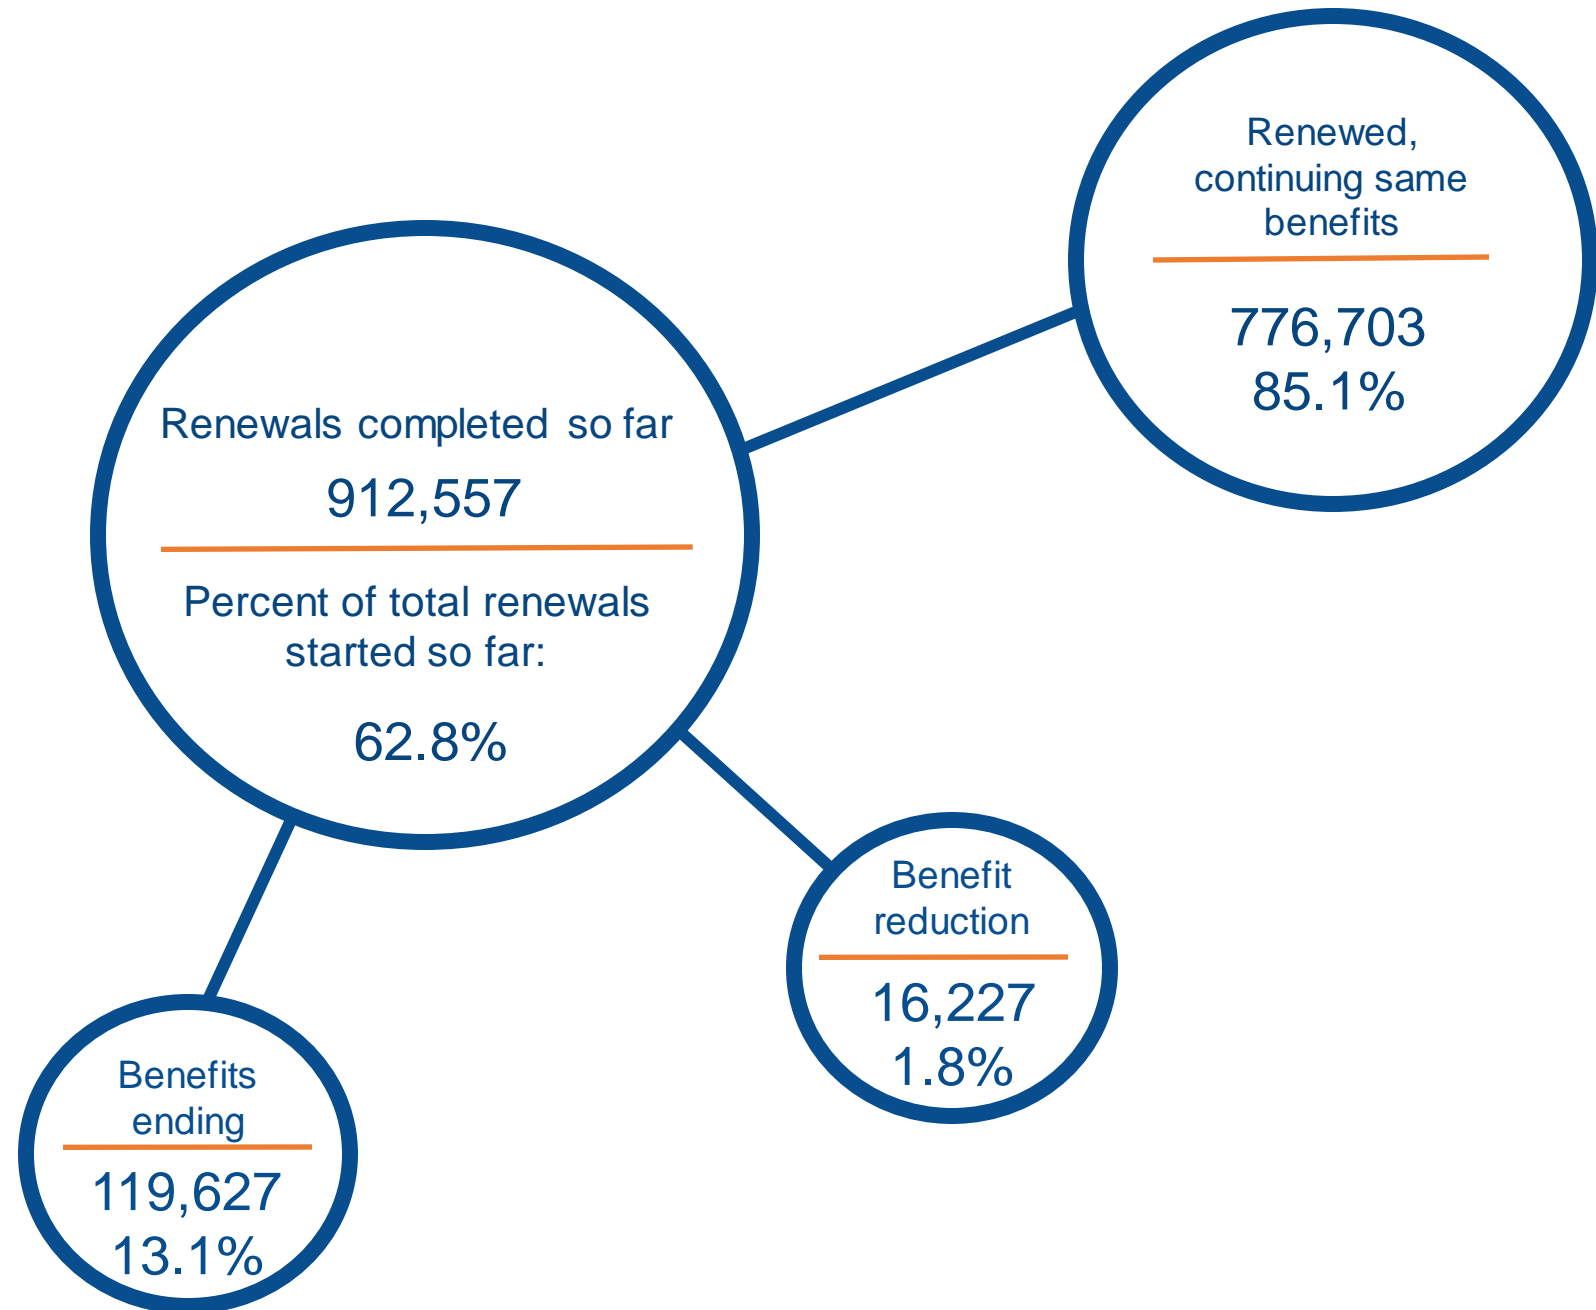 Renewed,
continuing same
benefits
776,703
85.1%
Renewals completed so far
912,557
Percent of total renewals
started so far:
62.8%
Benefit
reduction
16,227
1.8%
Benefits
ending
119,627
13.1%